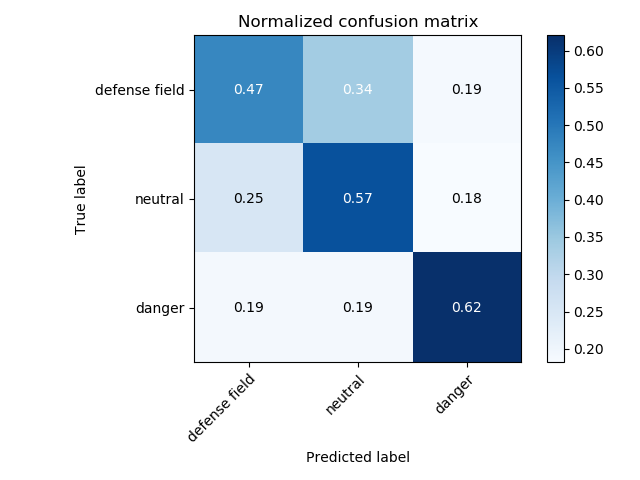 Normalized confusion matrix
True label
defense field
0.47
0.34
0.19
neutral
0.25
0.57
0.18
danger
0.19
0.19
0.62
defense field
neutral
danger
Predicted label
0.60
0.55
0.50
0.45
0.40
0.35
0.30
0.25
0.20